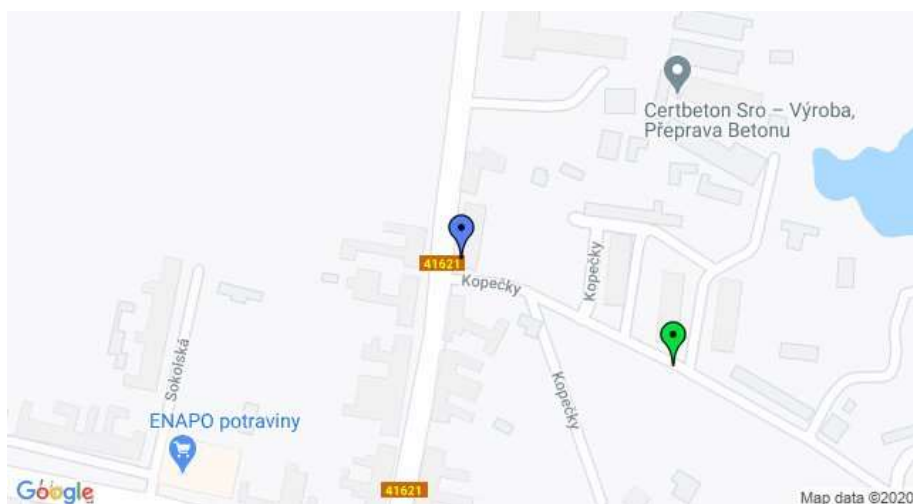 Certbeton Sro – Výroba,
Přeprava Betonu
41621
Kopečky
Kopečky
Sokolská
Kopečky
ENAPO potraviny
41621
Google
Map data ©2020